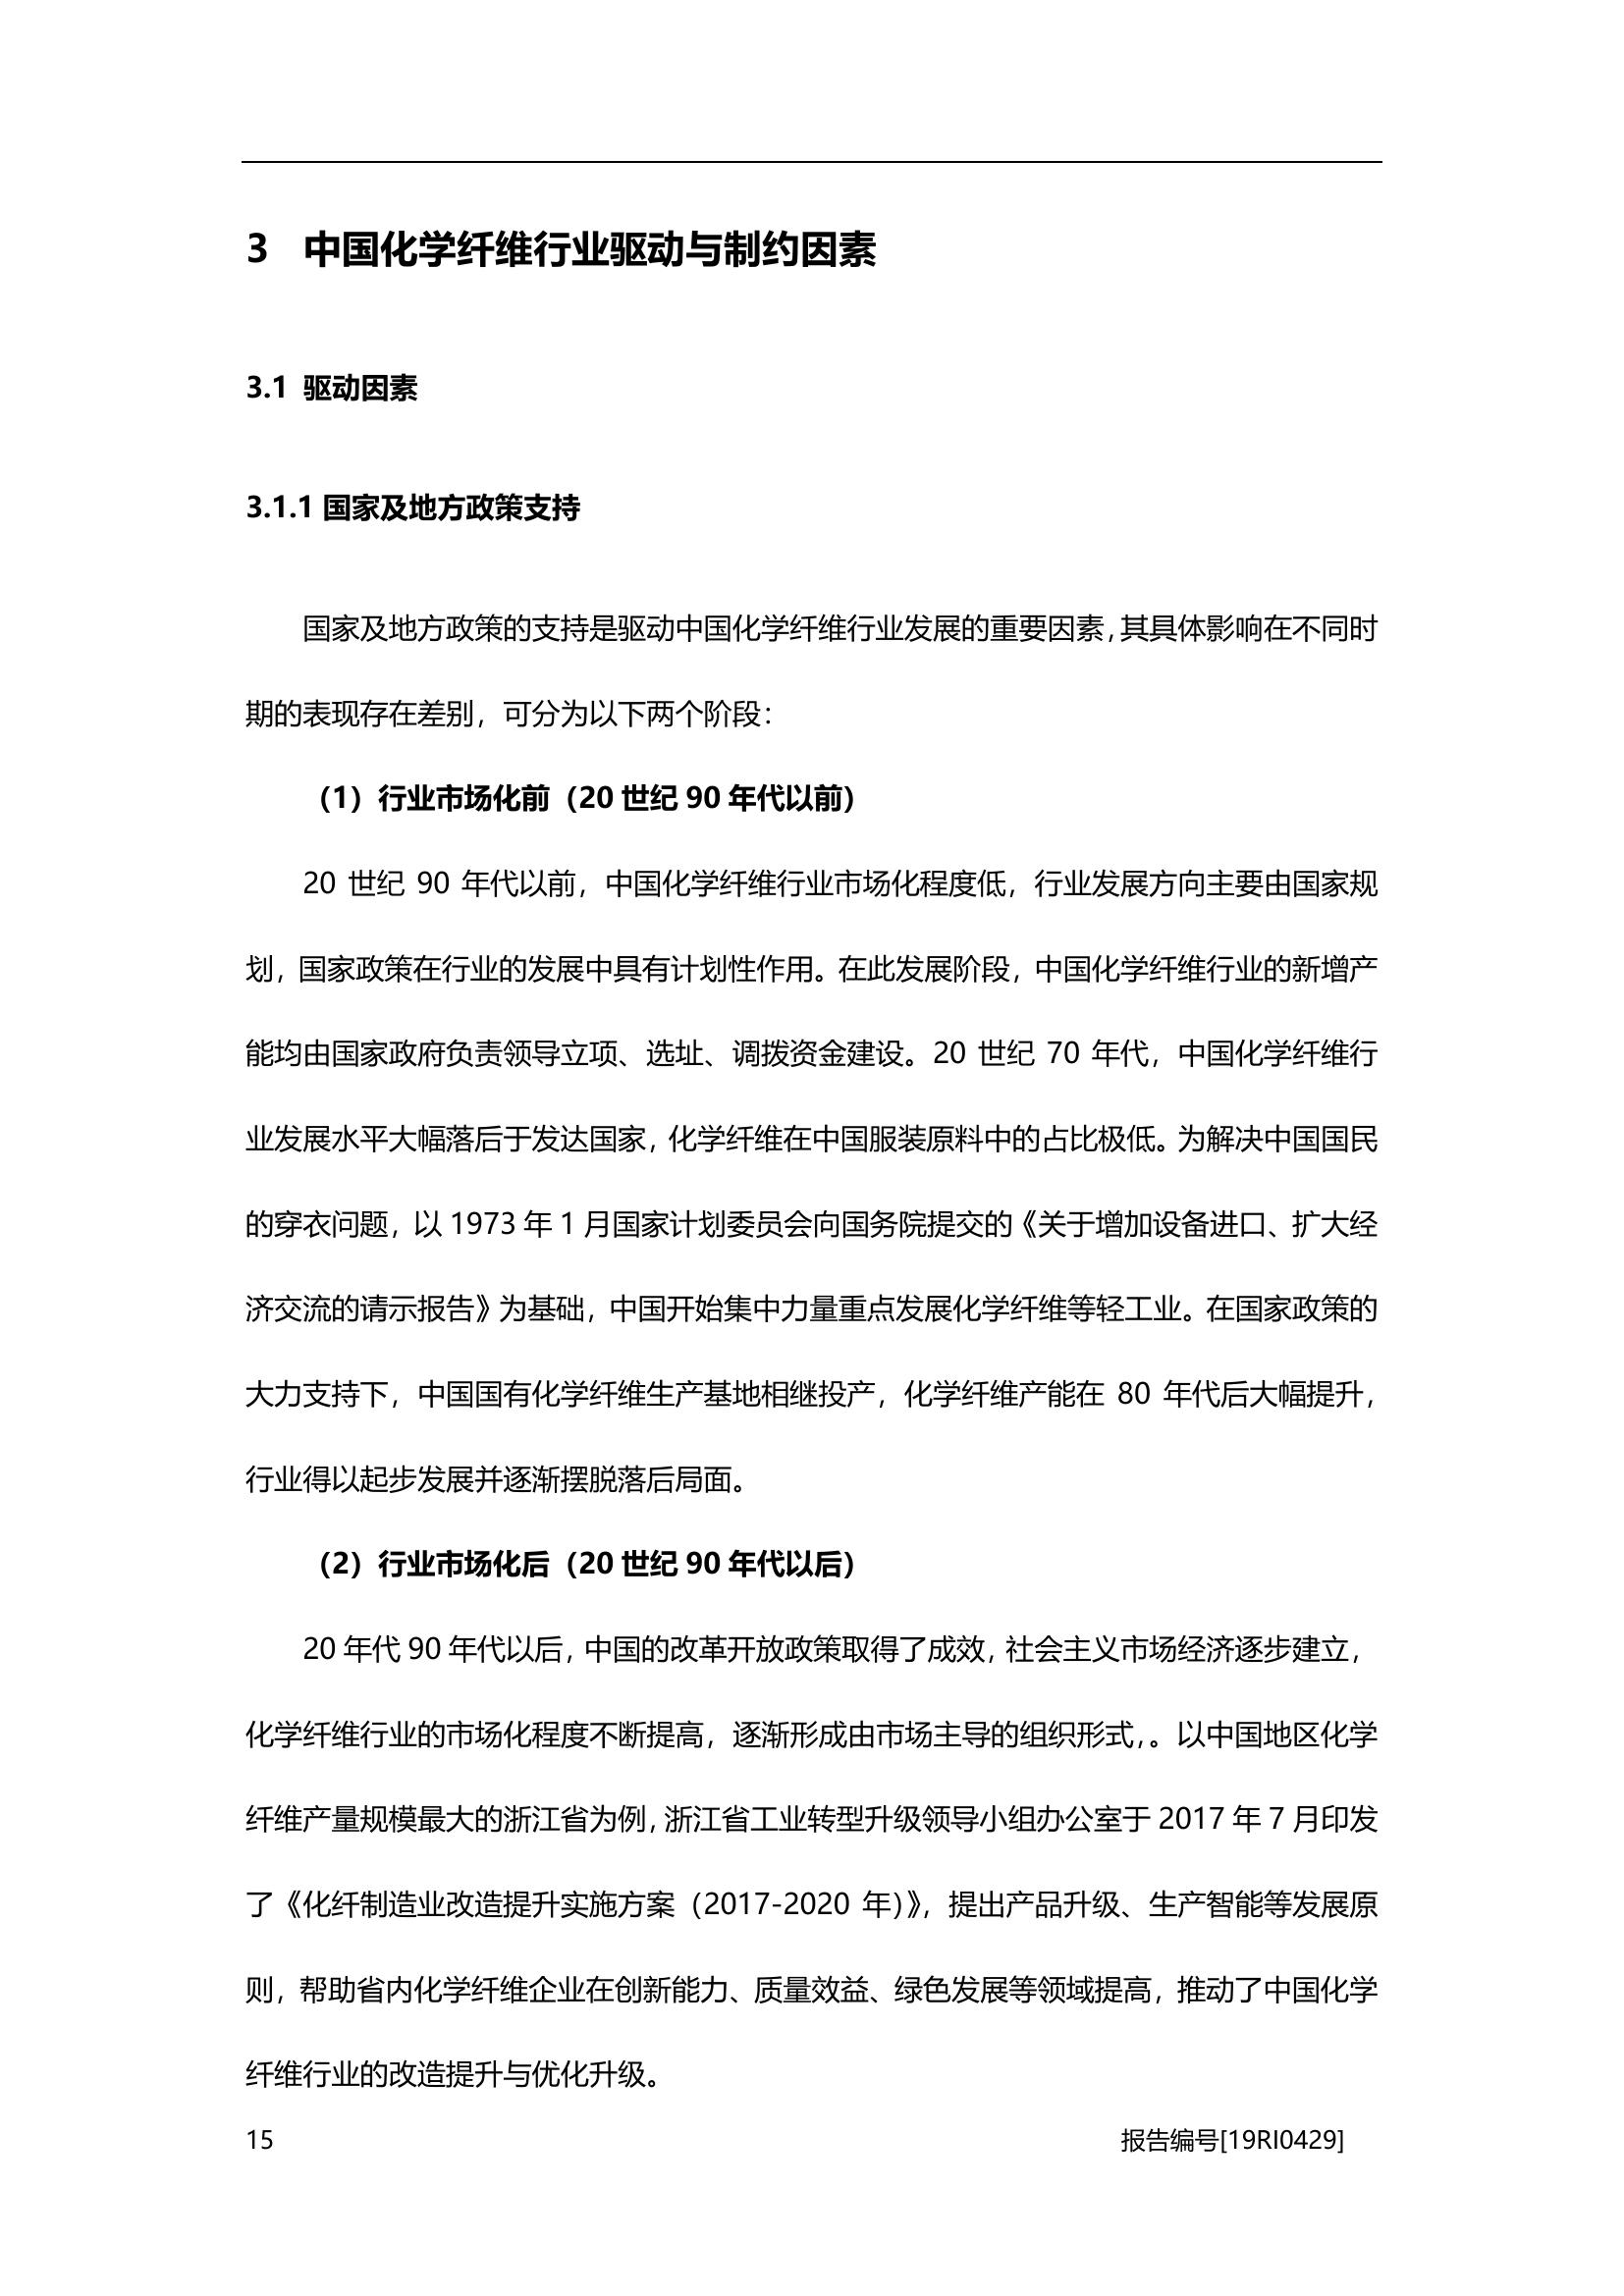 3 中国化学纤维行业驱动与制约因素
3.1 驱动因素
3.1.1 国家及地方政策支持
国家及地方政策的支持是驱动中国化学纤维行业发展的重要因素，其具体影响在不同时
期的表现存在差别，可分为以下两个阶段：
（1）行业市场化前（20 世纪 90 年代以前）
20 世纪 90 年代以前，中国化学纤维行业市场化程度低，行业发展方向主要由国家规
划，国家政策在行业的发展中具有计划性作用。在此发展阶段，中国化学纤维行业的新增产
能均由国家政府负责领导立项、选址、调拨资金建设。20 世纪 70 年代，中国化学纤维行
业发展水平大幅落后于发达国家，化学纤维在中国服装原料中的占比极低。为解决中国国民
的穿衣问题，以 1973 年 1 月国家计划委员会向国务院提交的《关于增加设备进口、扩大经
济交流的请示报告》为基础，中国开始集中力量重点发展化学纤维等轻工业。在国家政策的
大力支持下，中国国有化学纤维生产基地相继投产，化学纤维产能在 80 年代后大幅提升，
行业得以起步发展并逐渐摆脱落后局面。
（2）行业市场化后（20 世纪 90 年代以后）
20 年代 90 年代以后，中国的改革开放政策取得了成效，社会主义市场经济逐步建立，
化学纤维行业的市场化程度不断提高，逐渐形成由市场主导的组织形式，。以中国地区化学
纤维产量规模最大的浙江省为例，浙江省工业转型升级领导小组办公室于 2017 年 7 月印发
了《化纤制造业改造提升实施方案（2017-2020 年）》，提出产品升级、生产智能等发展原
则，帮助省内化学纤维企业在创新能力、质量效益、绿色发展等领域提高，推动了中国化学
纤维行业的改造提升与优化升级。
15 报告编号[19RI0429]